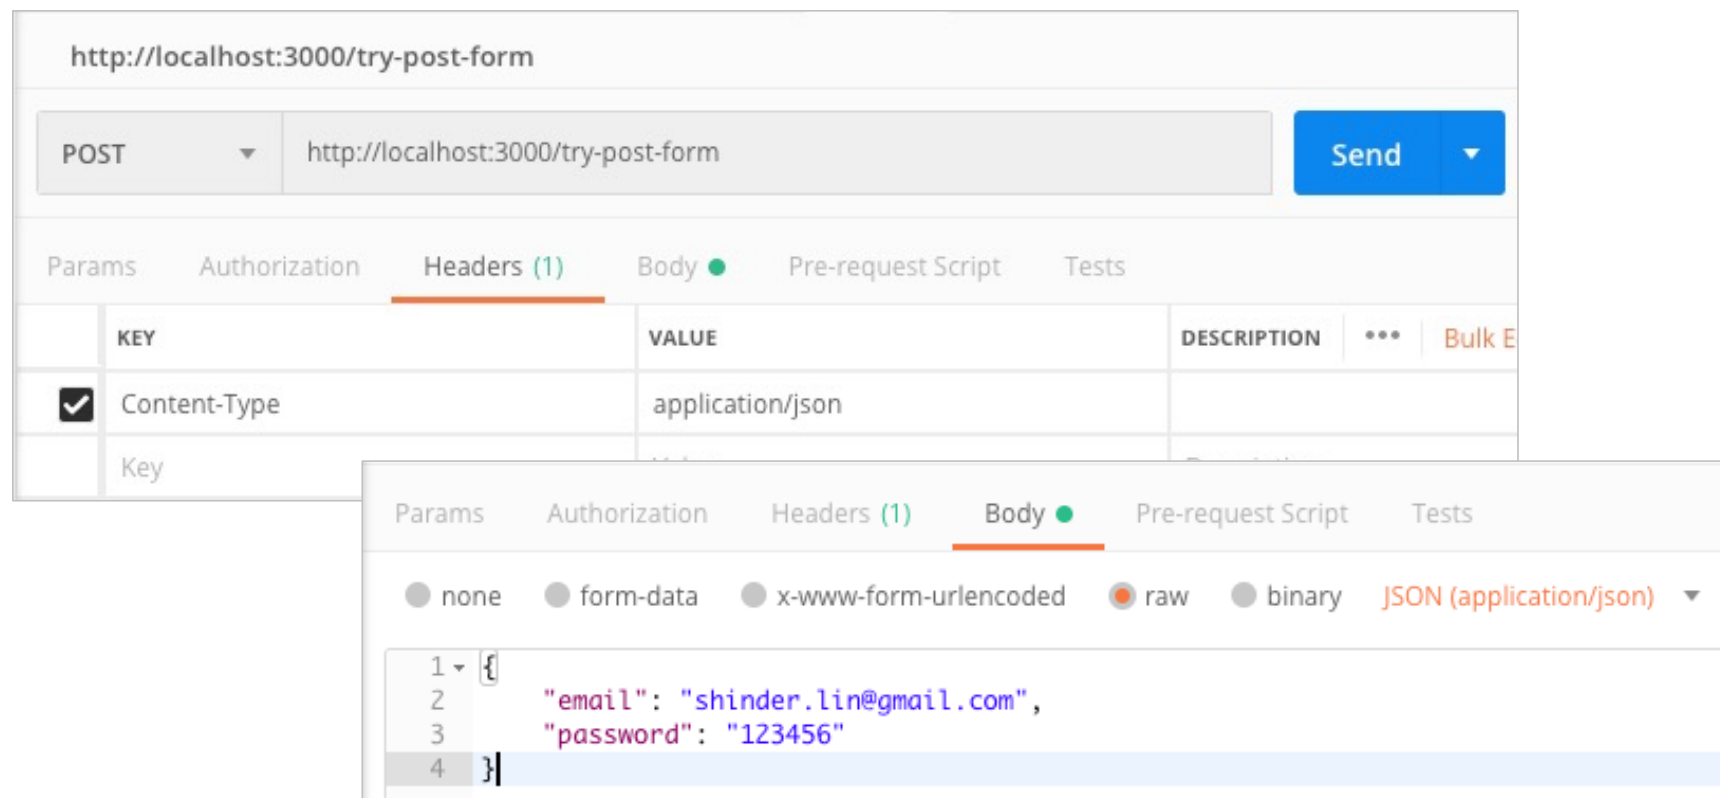 http://localhost:3000/try-post-form
POST http://localhost:3000/try-post-form Send
Params Authorization Headers (1) Body Pre-request Script Tests
KEY VALUE DESCRIPTION ••• Bulk E
Content-Type application/json
Key
Params Authorization Headers (1) Body Pre-request Script Tests
none form-data x-www-form-urlencoded raw binary JSON (application/json)
1 {
2 "email": "shinder.lin@gmail.com",
3 "password": "123456"
4 }